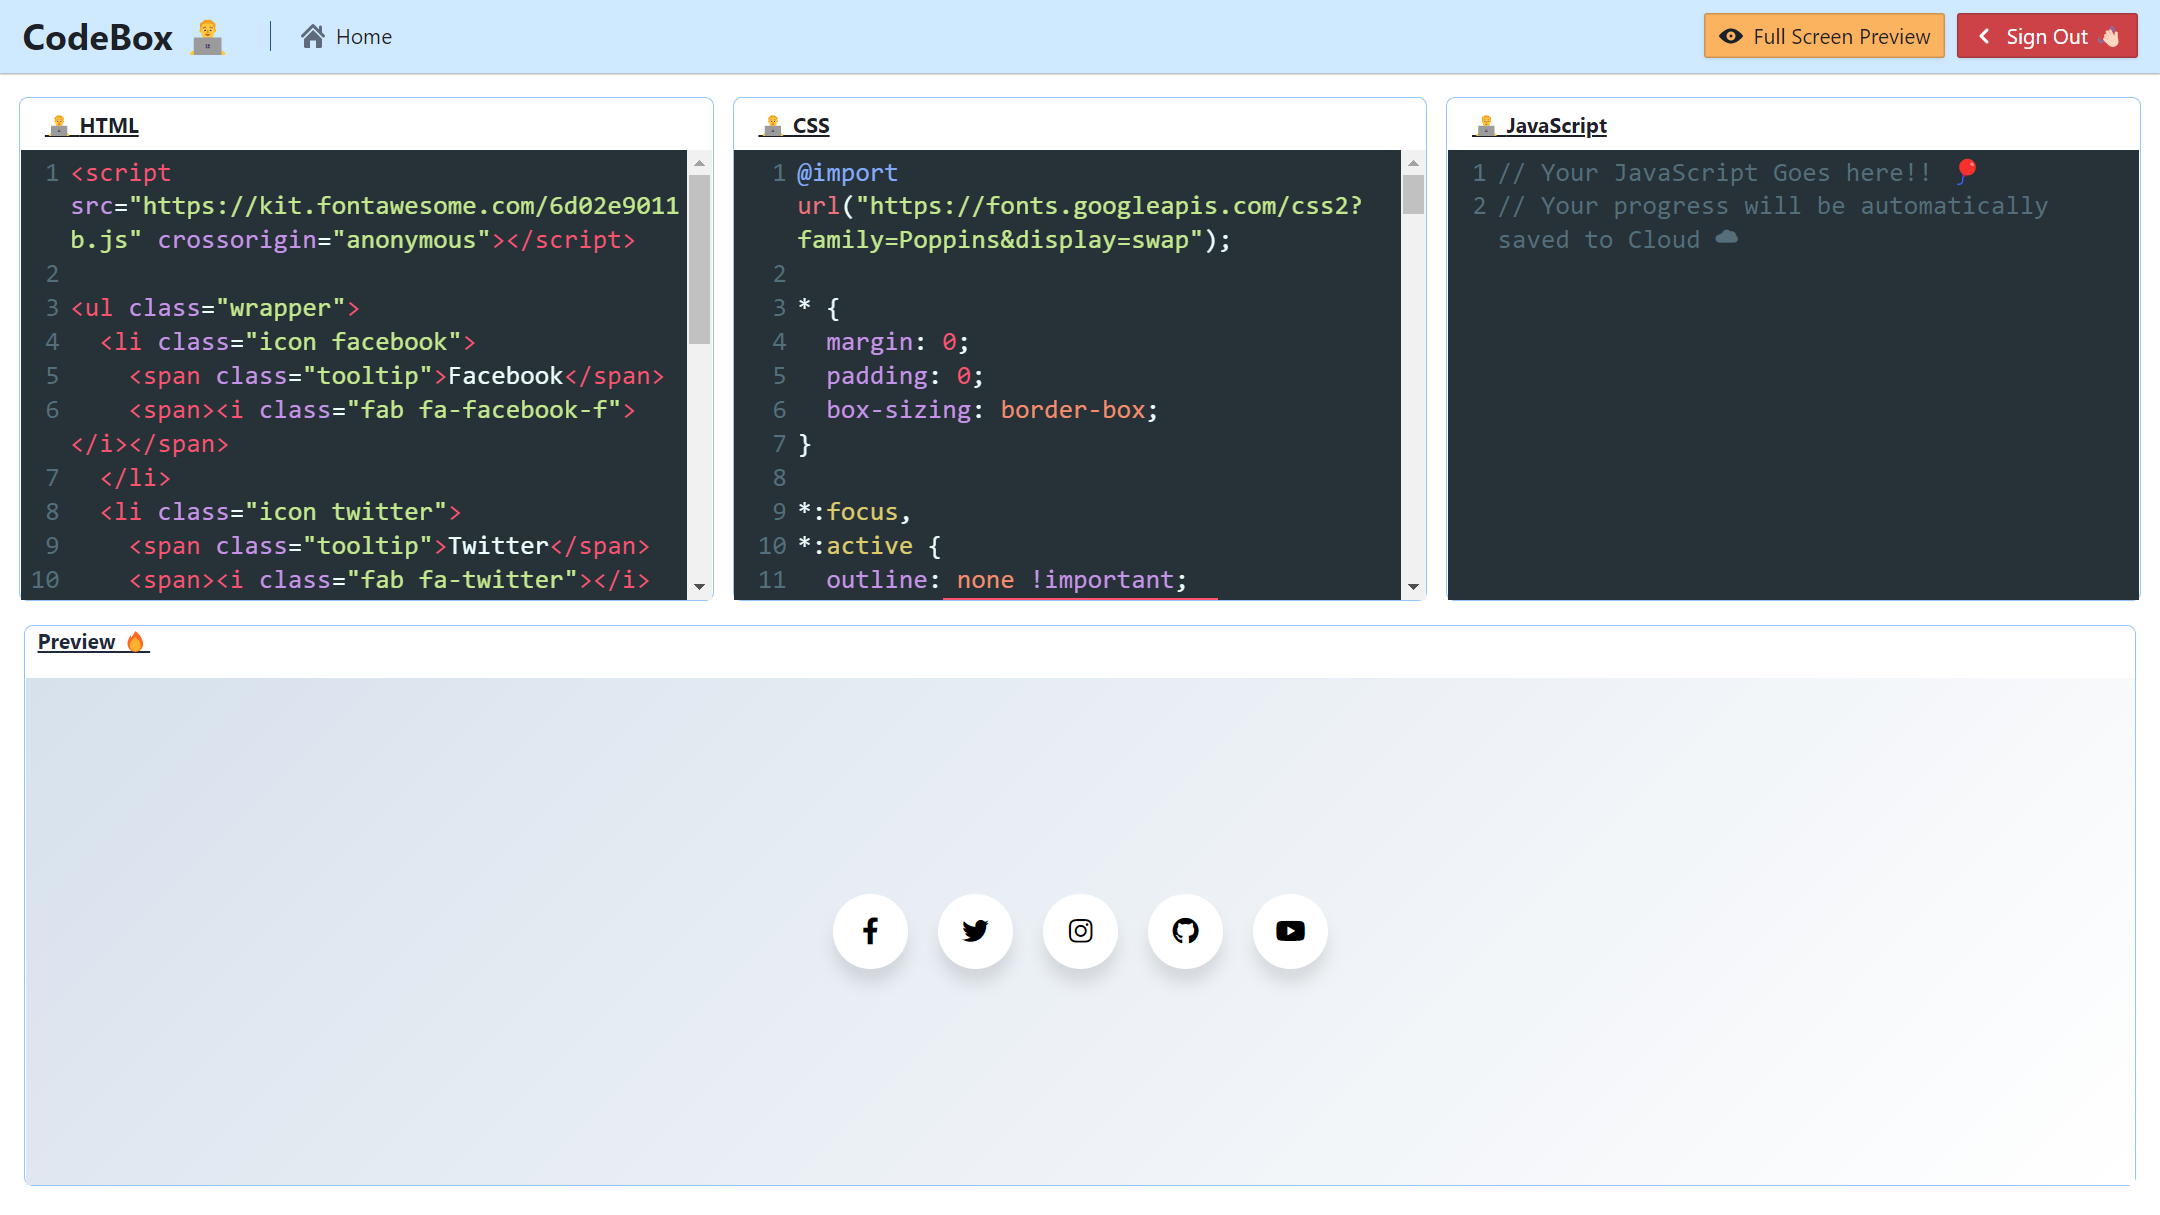 CodeBox
Home
Full Screen Preview
Sign Out
HTML
1 <script
src="https://kit.fontawesome.com/6d02e9011
b.js" crossorigin="anonymous"></script>
2
3 <ul class="wrapper">
4 <li class="icon facebook">
5 <span class="tooltip">Facebook</span>
6 <span><i class="fab fa-facebook-f">
</i></span>
7 </li>
8 <li class="icon twitter">
9 <span class="tooltip">Twitter</span>
10 <span><i class="fab fa-twitter"></i>
CSS
1 @import
url("https://fonts.googleapis.com/css2?
family=Poppins&display=swap");
2
3 * {
4 margin: 0;
5 padding: 0;
6 box-sizing: border-box;
7 }
8
9 *:focus,
10 *:active {
11 outline: none !important;
JavaScript
1 // Your JavaScript Goes here!! 🎈
2 // Your progress will be automatically
saved to Cloud ☁
Preview 🔥